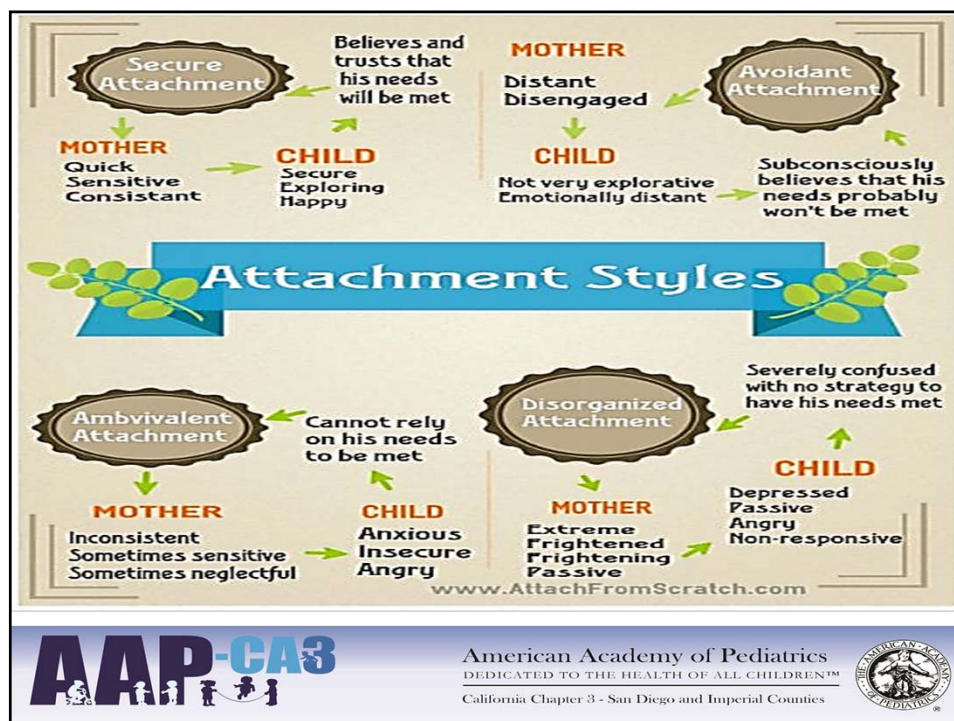 Secure
Attachment
Believes and
trusts that
his needs
will be met
MOTHER
Quick
Sensitive
Consistant
CHILD
Secure
Exploring
Happy
MOTHER
Distant
Disengaged
Avoidant
Attachment
CHILD
Not very explorative
Emotionally distant
Subconsciously
believes that his
needs probably
won't be met
Attachment Styles
Ambvivalent
Attachment
Cannot rely
on his needs
to be met
MOTHER
Inconsistent
Sometimes sensitive
Sometimes neglectful
CHILD
Anxious
Insecure
Angry
Disorganized
Attachment
Severely confused
with no strategy to
have his needs met
MOTHER
Extreme
Frightened
Frightening
Passive
CHILD
Depressed
Passive
Angry
Non-responsive
www.AttachFromScratch.com
AAP-CA3
American Academy of Pediatrics
DEDICATED TO THE HEALTH OF ALL CHILDREN™
California Chapter 3 - San Diego and Imperial Counties
THE AMERICAN ACADEMY OF PEDIATRICS
®